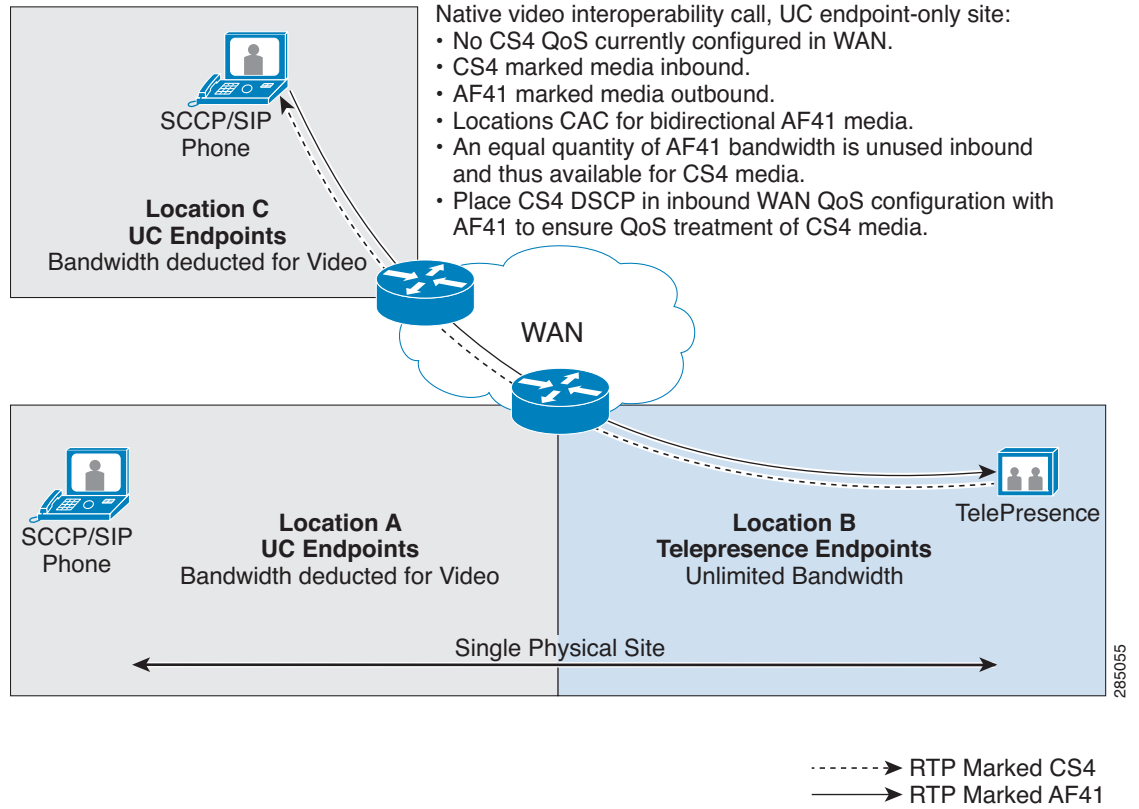 Native video interoperability call, UC endpoint-only site:
• No CS4 QoS currently configured in WAN.
• CS4 marked media inbound.
• AF41 marked media outbound.
• Locations CAC for bidirectional AF41 media.
• An equal quantity of AF41 bandwidth is unused inbound
and thus available for CS4 media.
• Place CS4 DSCP in inbound WAN QoS configuration with
AF41 to ensure QoS treatment of CS4 media.
SCCP/SIP
Phone
Location C
UC Endpoints
Bandwidth deducted for Video
WAN
SCCP/SIP
Phone
Location A
UC Endpoints
Bandwidth deducted for Video
Location B
Telepresence Endpoints
Unlimited Bandwidth
TelePresence
Single Physical Site
285055
RTP Marked CS4
RTP Marked AF41